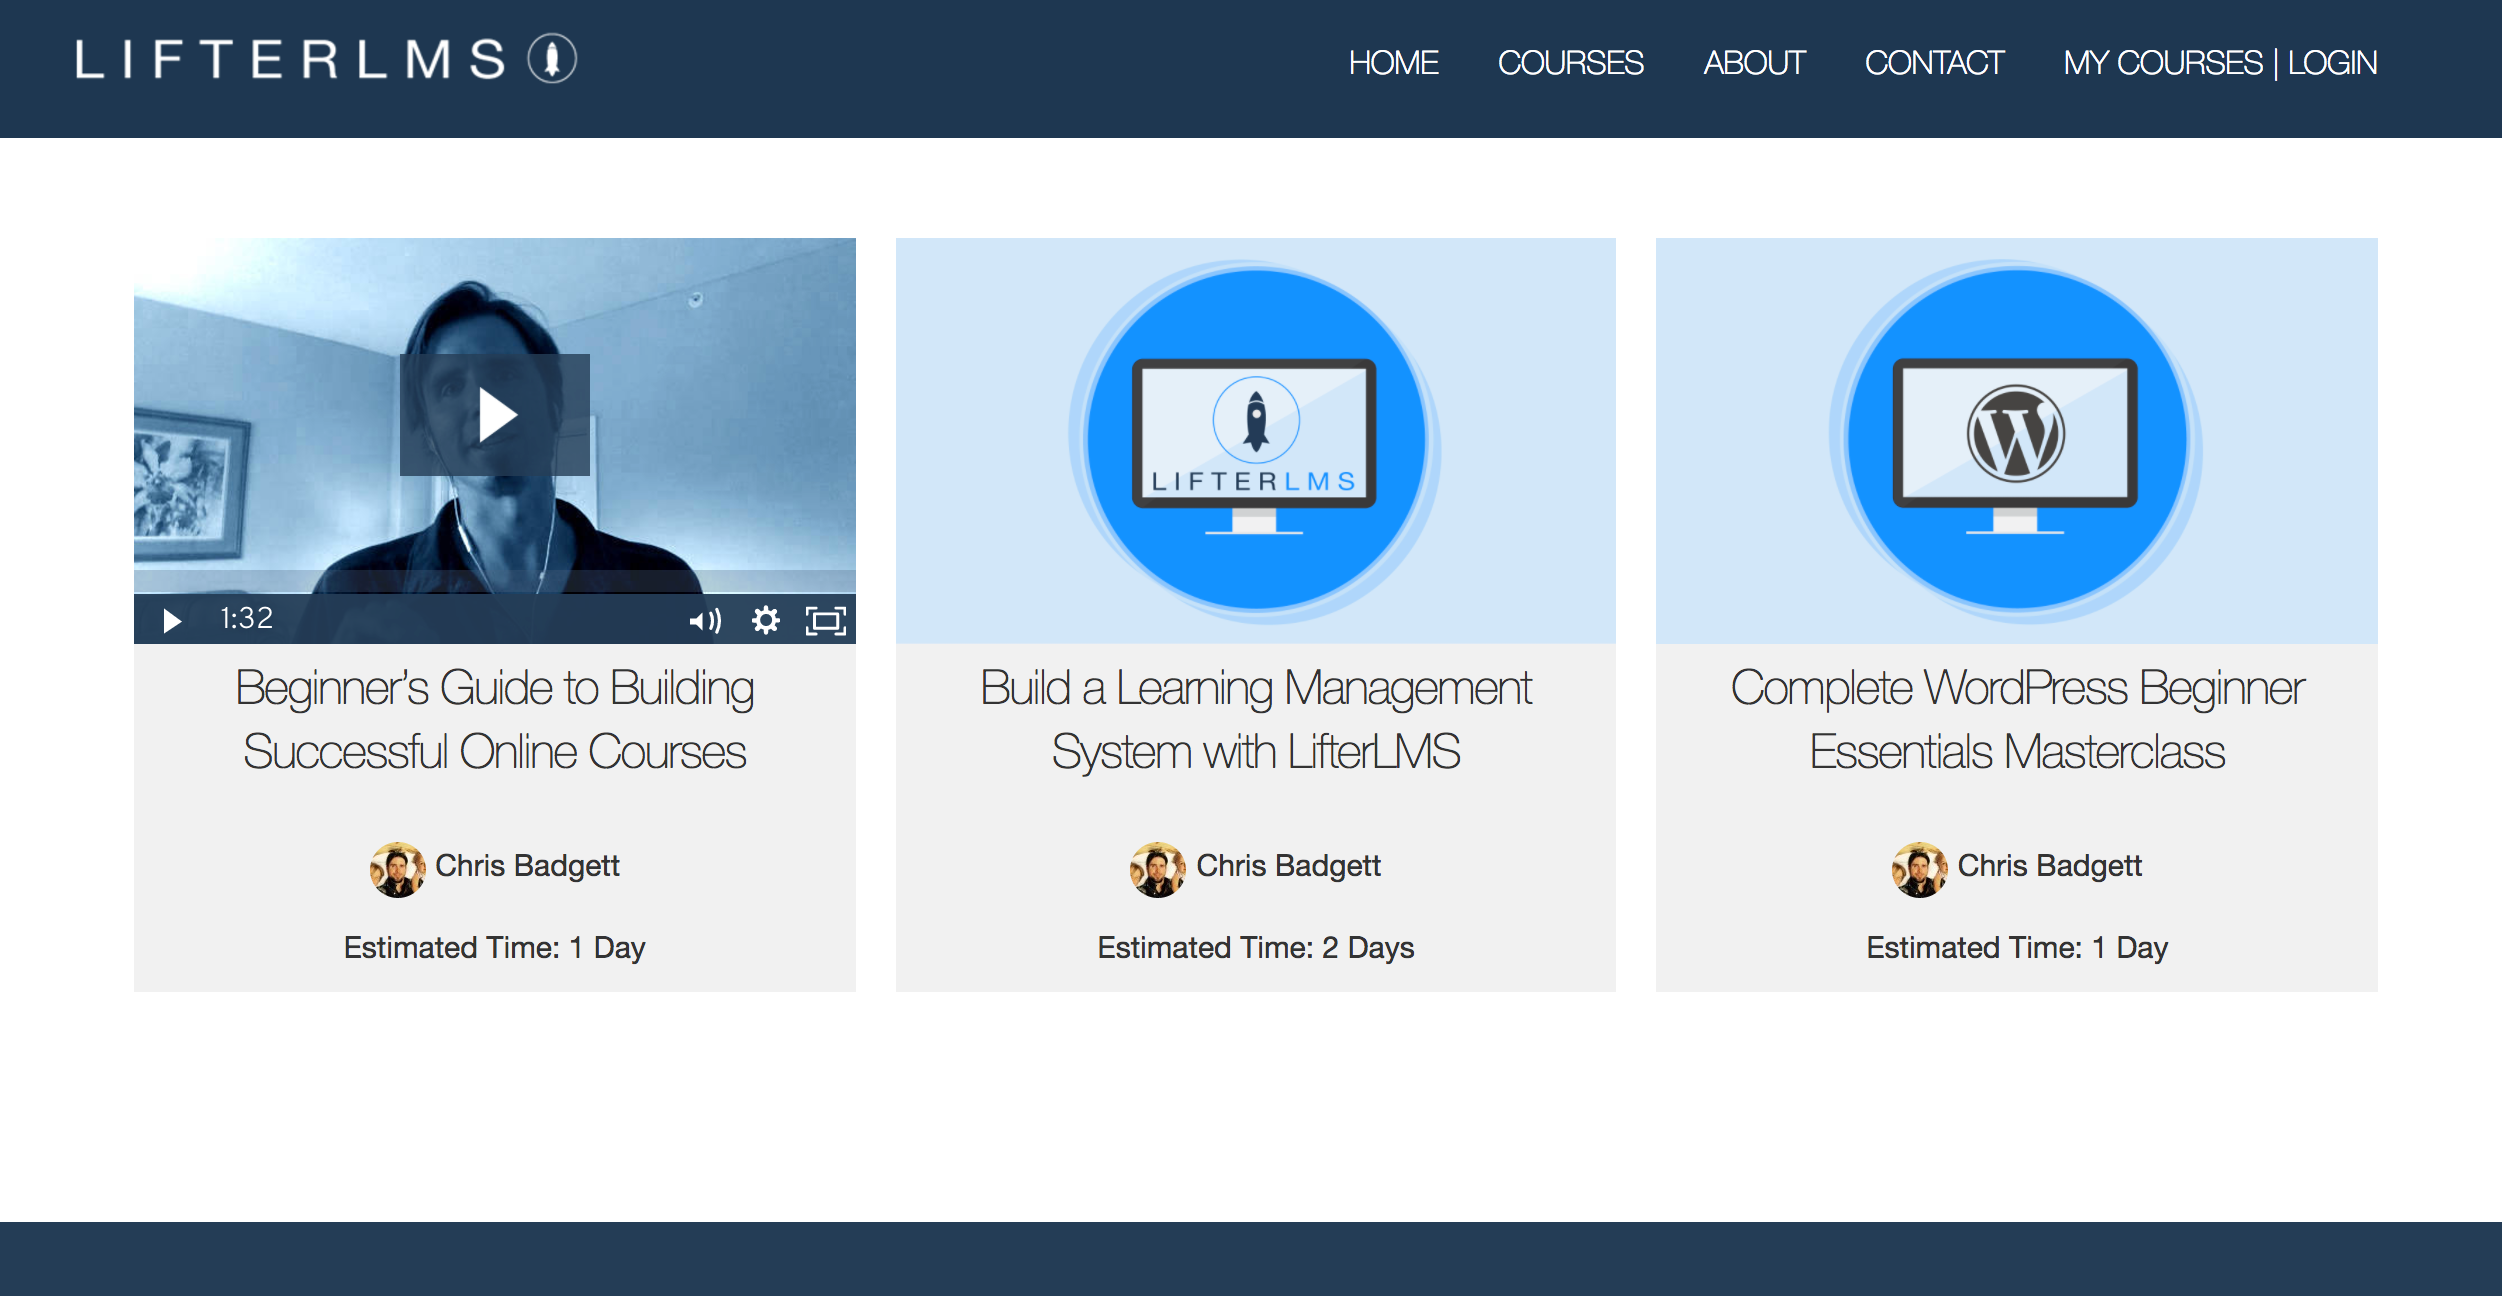 LIFTERLMS
HOME COURSES ABOUT CONTACT MY COURSES | LOGIN
1:32
Beginner’s Guide to Building
Successful Online Courses
Chris Badgett
Estimated Time: 1 Day
LIFTERLMS
Build a Learning Management
System with LifterLMS
Chris Badgett
Estimated Time: 2 Days
W
Complete WordPress Beginner
Essentials Masterclass
Chris Badgett
Estimated Time: 1 Day